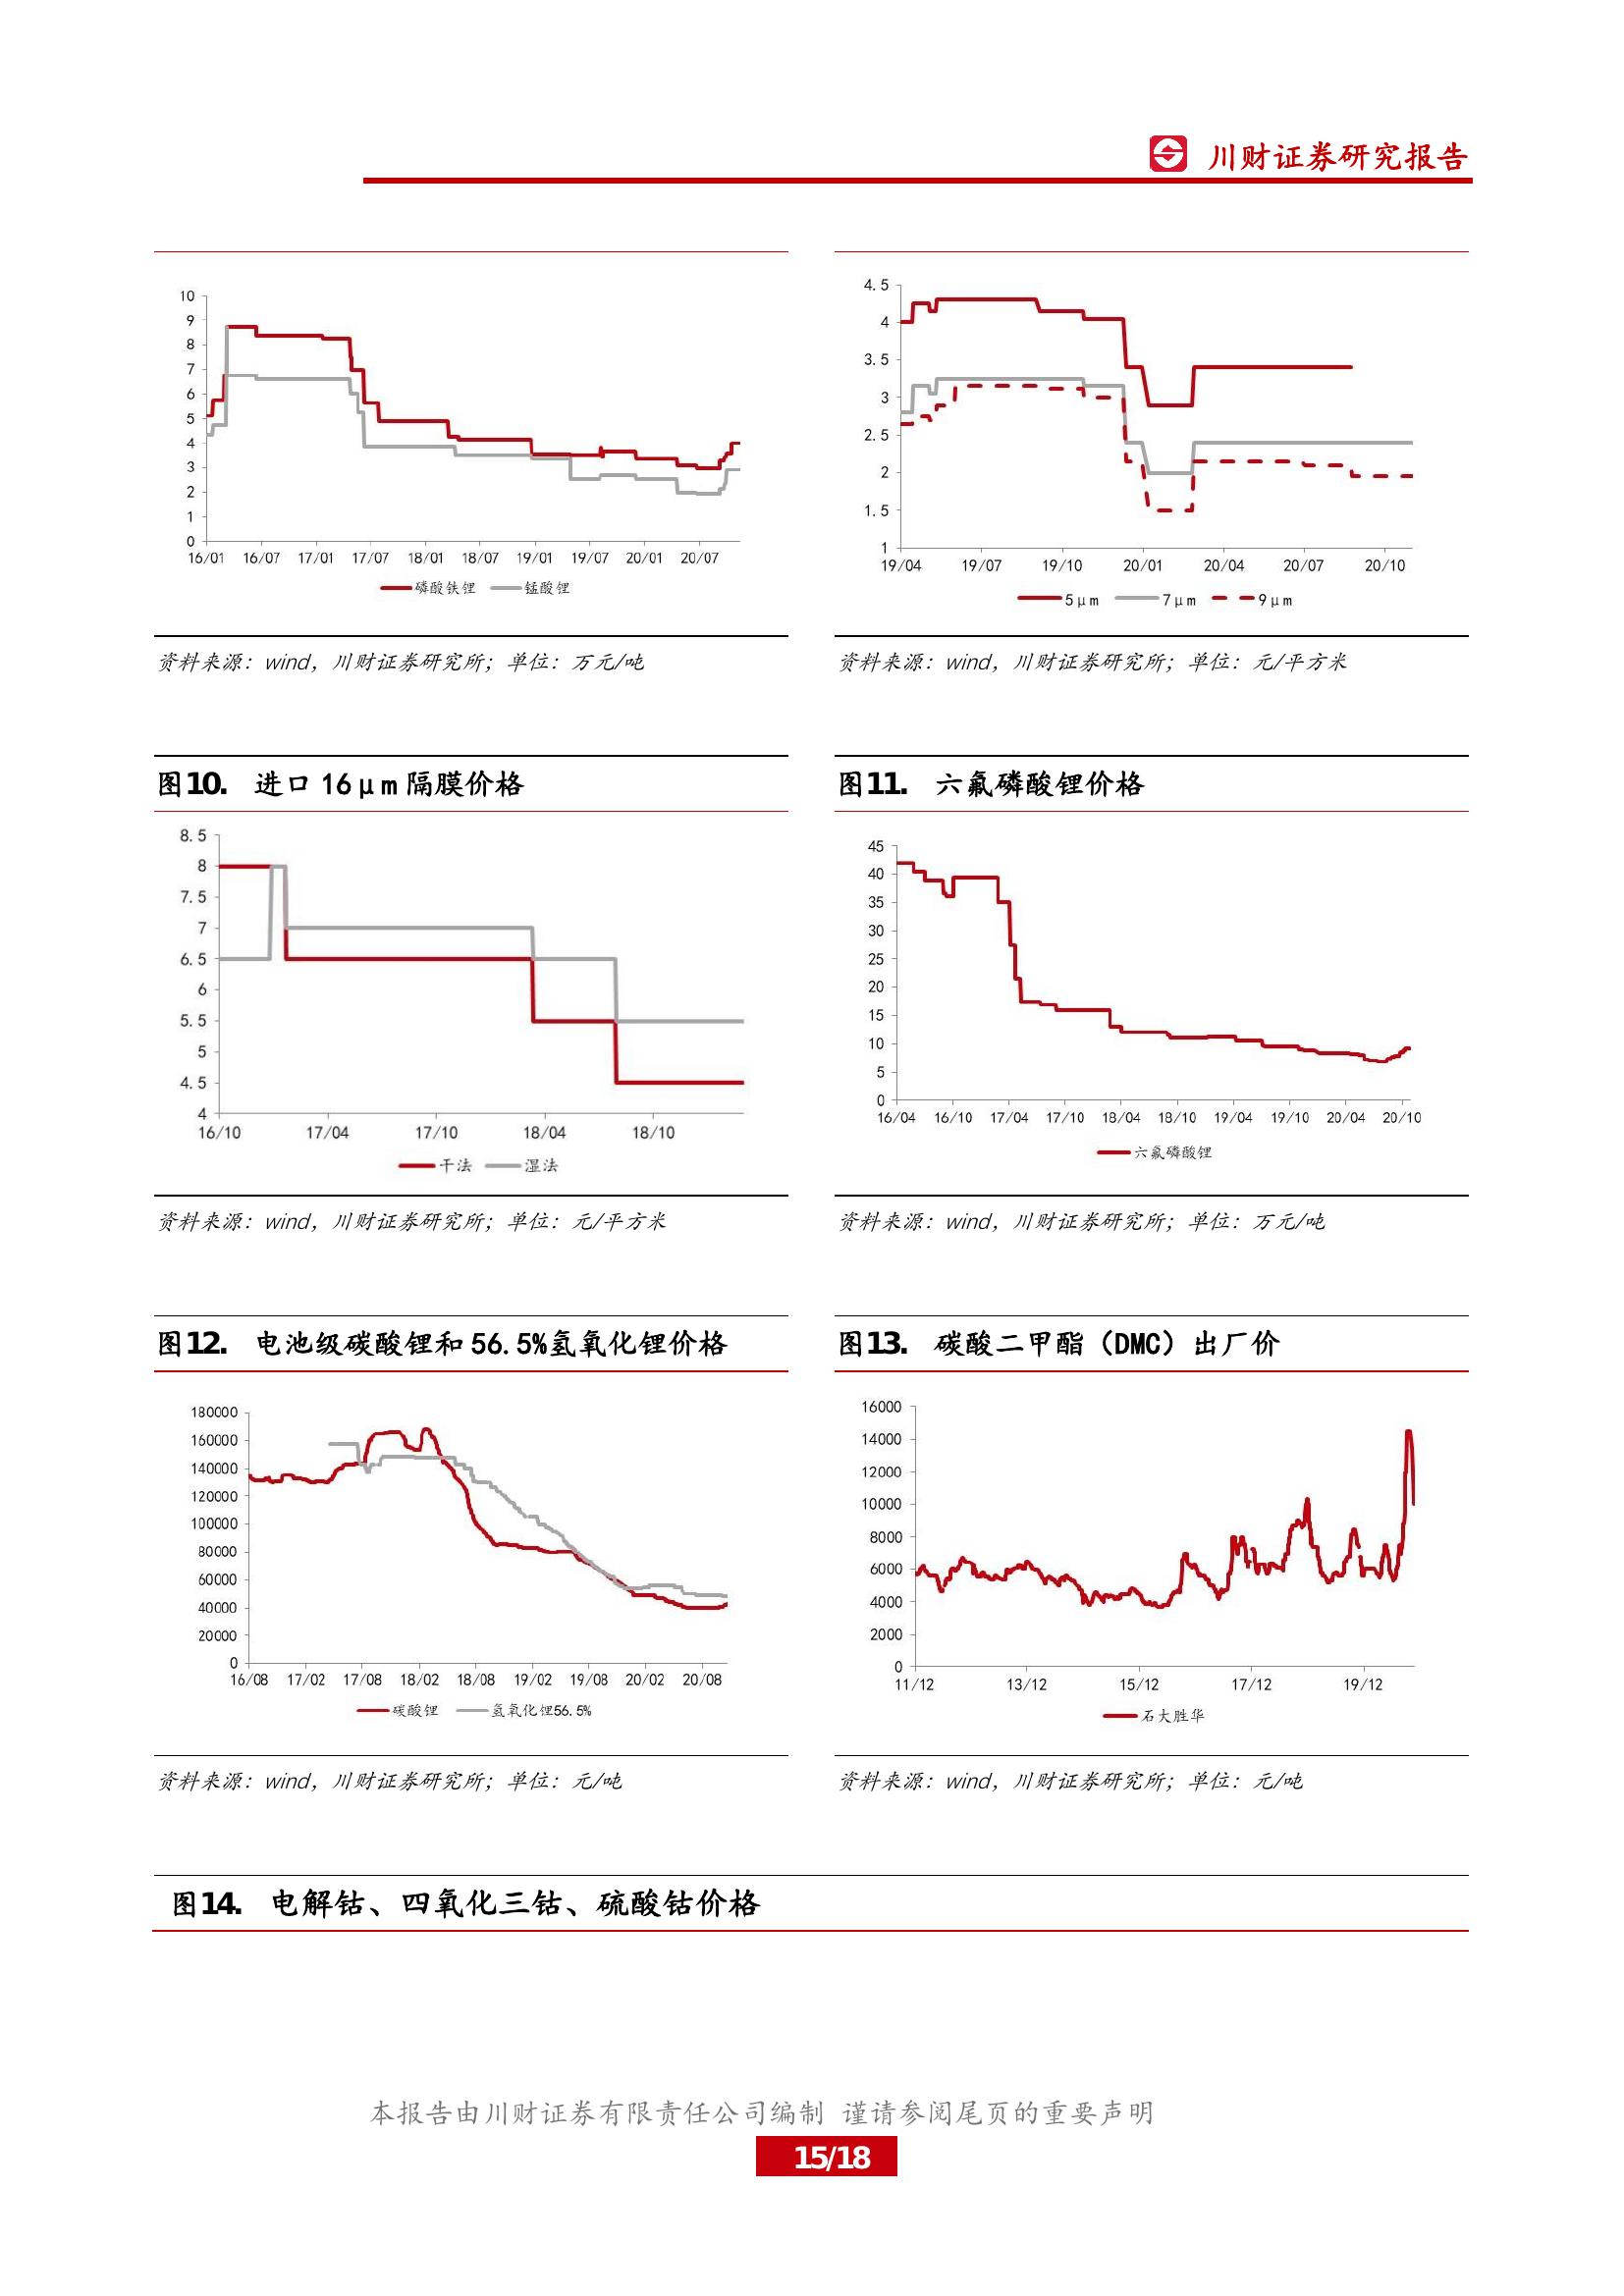 川财证券研究报告
10
9
8
7
6
5
4
3
2
1
0
16/01 16/07 17/01 17/07 18/01 18/07 19/01 19/07 20/01 20/07
磷酸铁锂 锰酸锂
4.5
4
3.5
3
2.5
2
1.5
1
19/04 19/07 19/10 20/01 20/04 20/07 20/10
5μm 7μm 9μm
资料来源：wind，川财证券研究所；单位：万元/吨
资料来源：wind，川财证券研究所；单位：元/平方米
图10. 进口 16μm 隔膜价格
图11. 六氟磷酸锂价格
8.5
8
7.5
7
6.5
6
5.5
5
4.5
4
16/10 17/04 17/10 18/04 18/10
干法 湿法
45
40
35
30
25
20
15
10
5
0
16/04 16/10 17/04 17/10 18/04 18/10 19/04 19/10 20/04 20/10
六氟磷酸锂
资料来源：wind，川财证券研究所；单位：元/平方米
资料来源：wind，川财证券研究所；单位：万元/吨
图12. 电池级碳酸锂和 56.5%氢氧化锂价格
图13. 碳酸二甲酯（DMC）出厂价
180000
160000
140000
120000
100000
80000
60000
40000
20000
0
16/08 17/02 17/08 18/02 18/08 19/02 19/08 20/02 20/08
碳酸锂 氢氧化锂56.5%
16000
14000
12000
10000
8000
6000
4000
2000
0
11/12 13/12 15/12 17/12 19/12
石大胜华
资料来源：wind，川财证券研究所；单位：元/吨
资料来源：wind，川财证券研究所；单位：元/吨
图14. 电解钴、四氧化三钴、硫酸钴价格
本报告由川财证券有限责任公司编制 谨请参阅尾页的重要声明
15/18